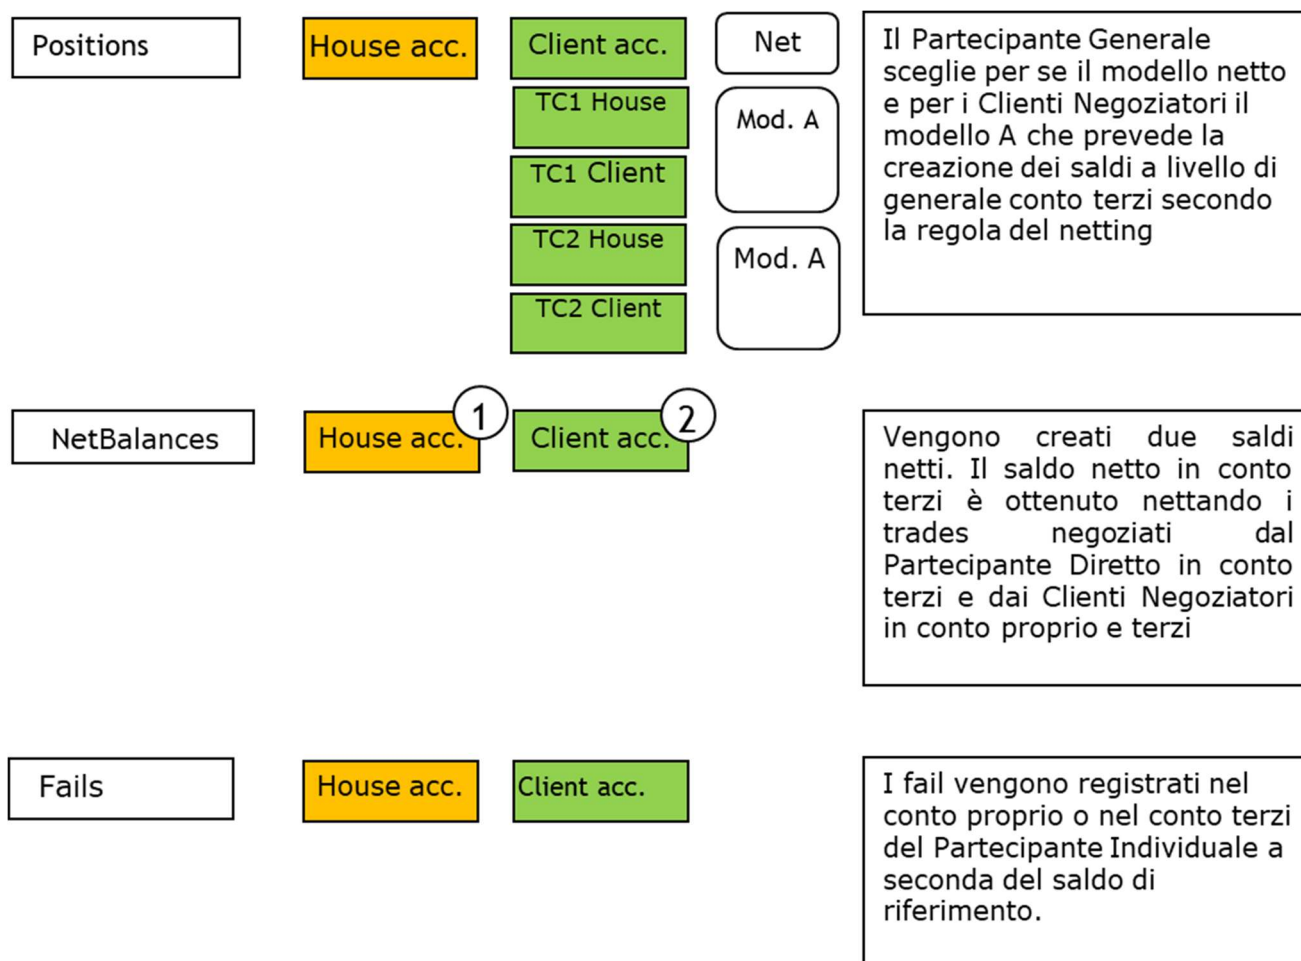 Positions
House acc.
Client acc.
Net
TC1 House
Mod. A
TC1 Client
TC2 House
Mod. A
TC2 Client
Il Partecipante Generale
sceglie per se il modello netto
e per i Clienti Negoziatori il
modello A che prevede la
creazione dei saldi a livello di
generale conto terzi secondo
la regola del netting
NetBalances
House acc.
1
Client acc.
2
Vengono creati due saldi
netti. Il saldo netto in conto
terzi è ottenuto nettando i
trades negoziati dal
Partecipante Diretto in conto
terzi e dai Clienti Negoziatori
in conto proprio e terzi
Fails
House acc.
Client acc.
I fail vengono registrati nel
conto proprio o nel conto terzi
del Partecipante Individuale a
seconda del saldo di
riferimento.